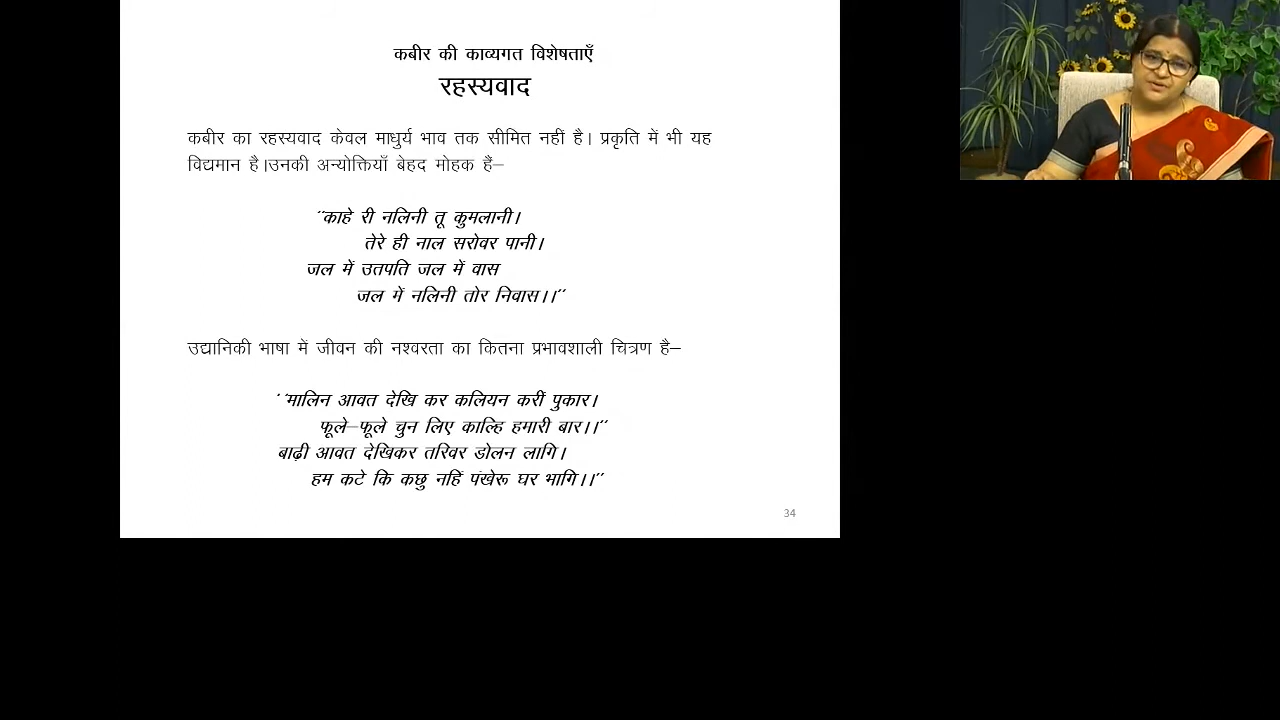 कबीर की काव्यगत विशेषताएँ
रहस्यवाद
कबीर का रहस्यवाद केवल माधुर्य भाव तक सीमित नहीं है। प्रकृति में भी यह
विद्यमान है।उनकी अन्योक्तियाँ बेहद मोहक हैं–
"काहे री नलिनी तू कुमलानी।
तेरे ही नाल सरोवर पानी।
जल में उतपति जल में वास
जल में नलिनी तोर निवास।।"
उद्यानिकी भाषा में जीवन की नश्वरता का कितना प्रभावशाली चित्रण है–
"मालिन आवत देखि कर कलियन करीं पुकार।
फूले–फूले चुन लिए काल्हि हमारी बार।।"
बाढ़ी आवत देखिकर तरिवर डोलन लागि।
हम कटे कि कछु नहिं पंखेरू घर भागि।।"
34